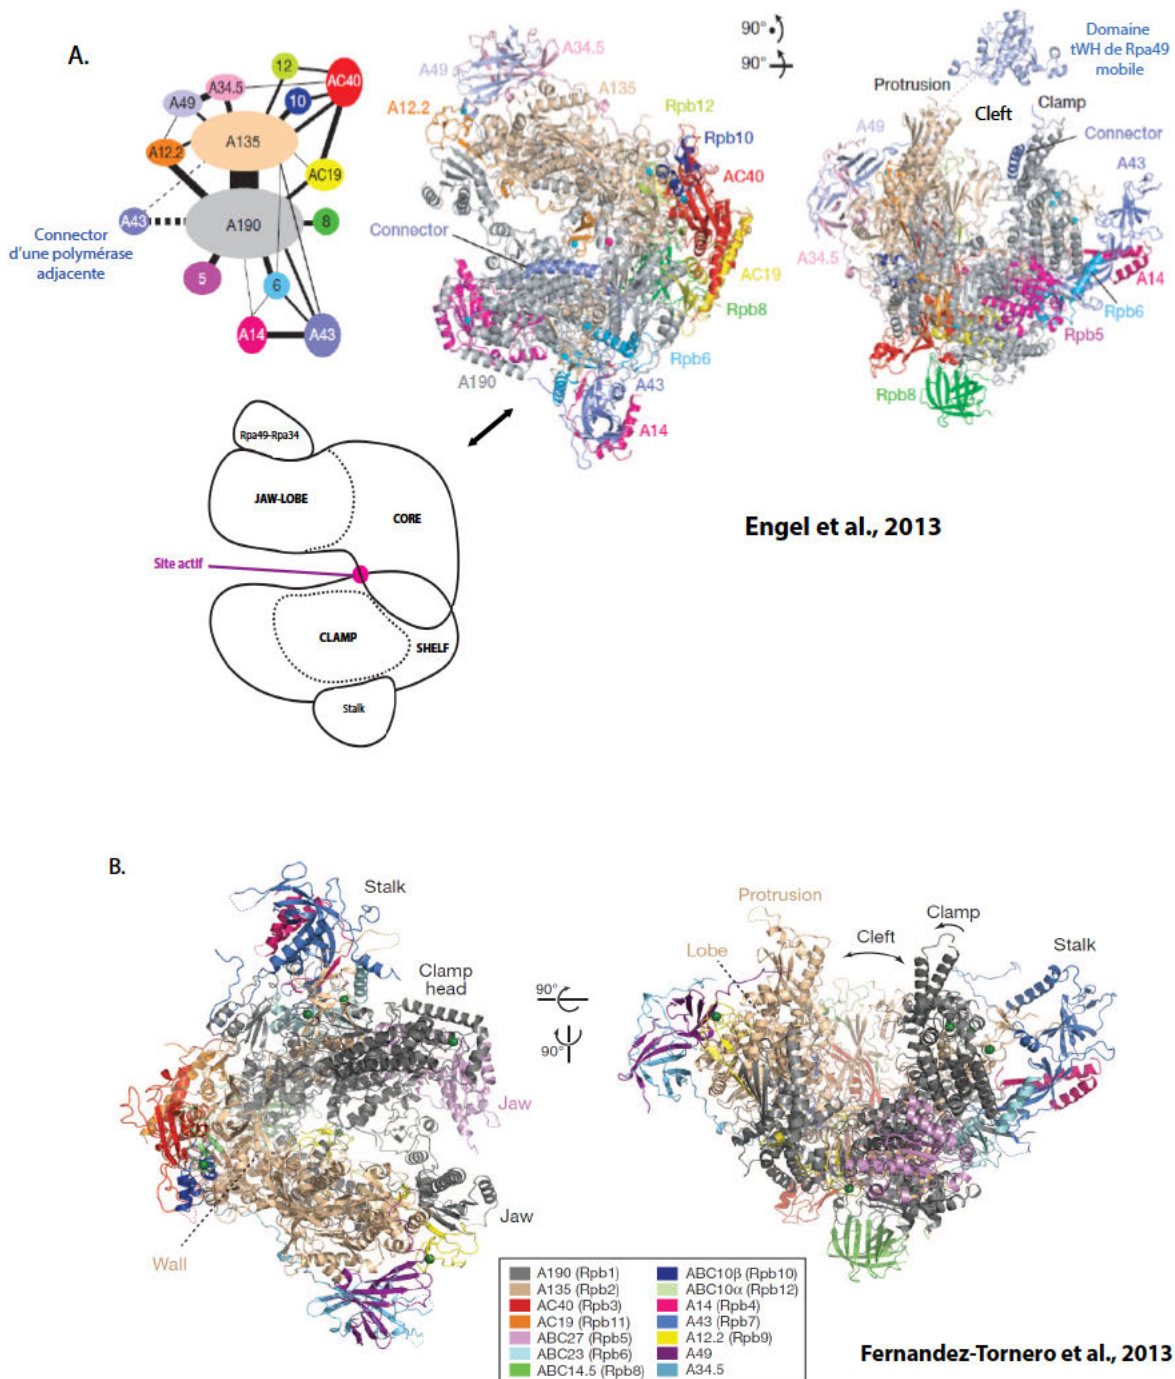 A.
12
A34.5
AC40
A49
10
A12.2
A135
AC19
A43
A190
8
Connector
d'une polymérase
adjacente
5
6
A14
A43
A34.5
A49
A12.2
A135
Rpb12
Rpb10
AC40
Connector
AC19
Rpb8
Rpb6
A190
A43
A14
90°
90°
Domaine
tWH de Rpa49
mobile
Protrusion
Cleft
Clamp
A49
Connector
A43
A34.5
A14
Rpb6
Rpb5
Rpb8
Rpa49-Rpa34
JAW-LOBE
CORE
Site actif
CLAMP
SHELF
Stalk
Engel et al., 2013
B.
Stalk
Clamp
head
Jaw
Jaw
Wall
90°
90°
Protrusion
Clamp
Cleft
Lobe
Stalk
A190 (Rpb1)
A135 (Rpb2)
AC40 (Rpb3)
AC19 (Rpb11)
ABC27 (Rpb5)
ABC23 (Rpb6)
ABC14.5 (Rpb8)
ABC10β (Rpb10)
ABC10α (Rpb12)
A14 (Rpb4)
A43 (Rpb7)
A12.2 (Rpb9)
A49
A34.5
Fernandez-Tornero et al., 2013